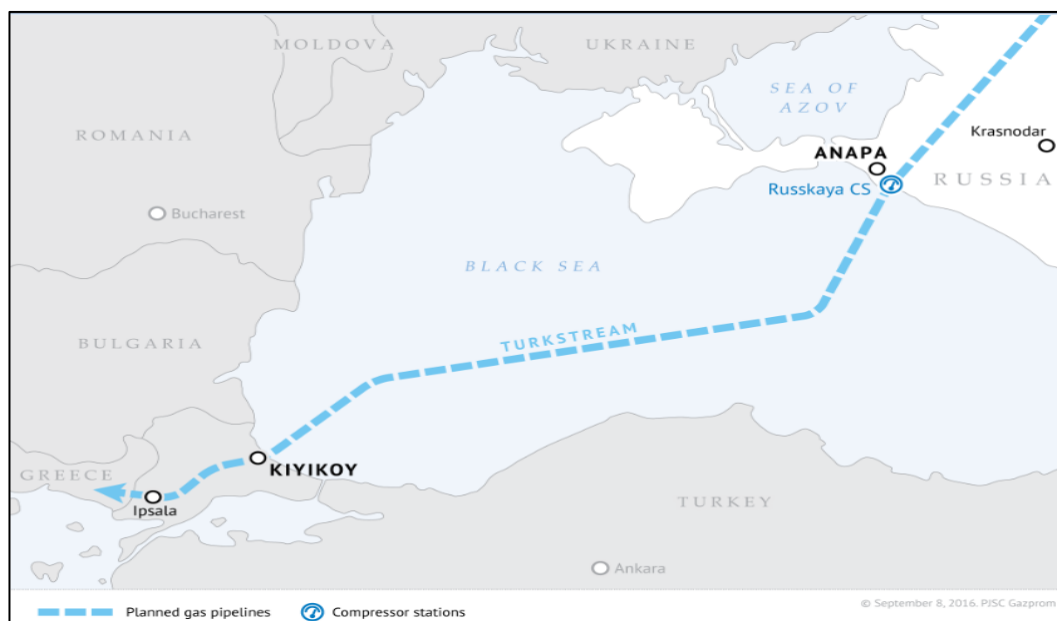 MOLDOVA
UKRAINE
SEA OF
AZOV
ROMANIA
Krasnodar
ANAPA
RUSSIA
Russkaya CS
Bucharest
BLACK SEA
TURKSTREAM
BULGARIA
KIYIKOY
GREECE
Ipsala
TURKEY
Ankara
Planned gas pipelines
Compressor stations
© September 8, 2016. PJSC Gazprom